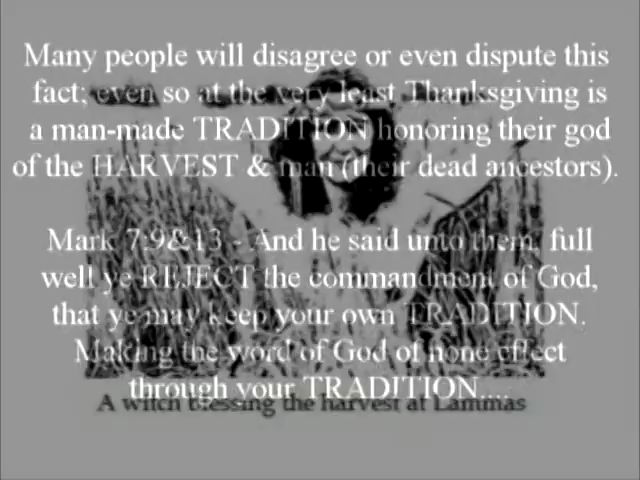 Many people will disagree or even dispute this
fact; even so at the very least Thanksgiving is
a man-made TRADITION honoring their god
of the HARVEST & man (their dead ancestors).
Mark 7:9&13 - And he said unto them, full
well ye REJECT the commandment of God,
that ye may keep your own TRADITION.
Making the word of God of none effect
through your TRADITION....
A witch blessing the harvest at Lammas